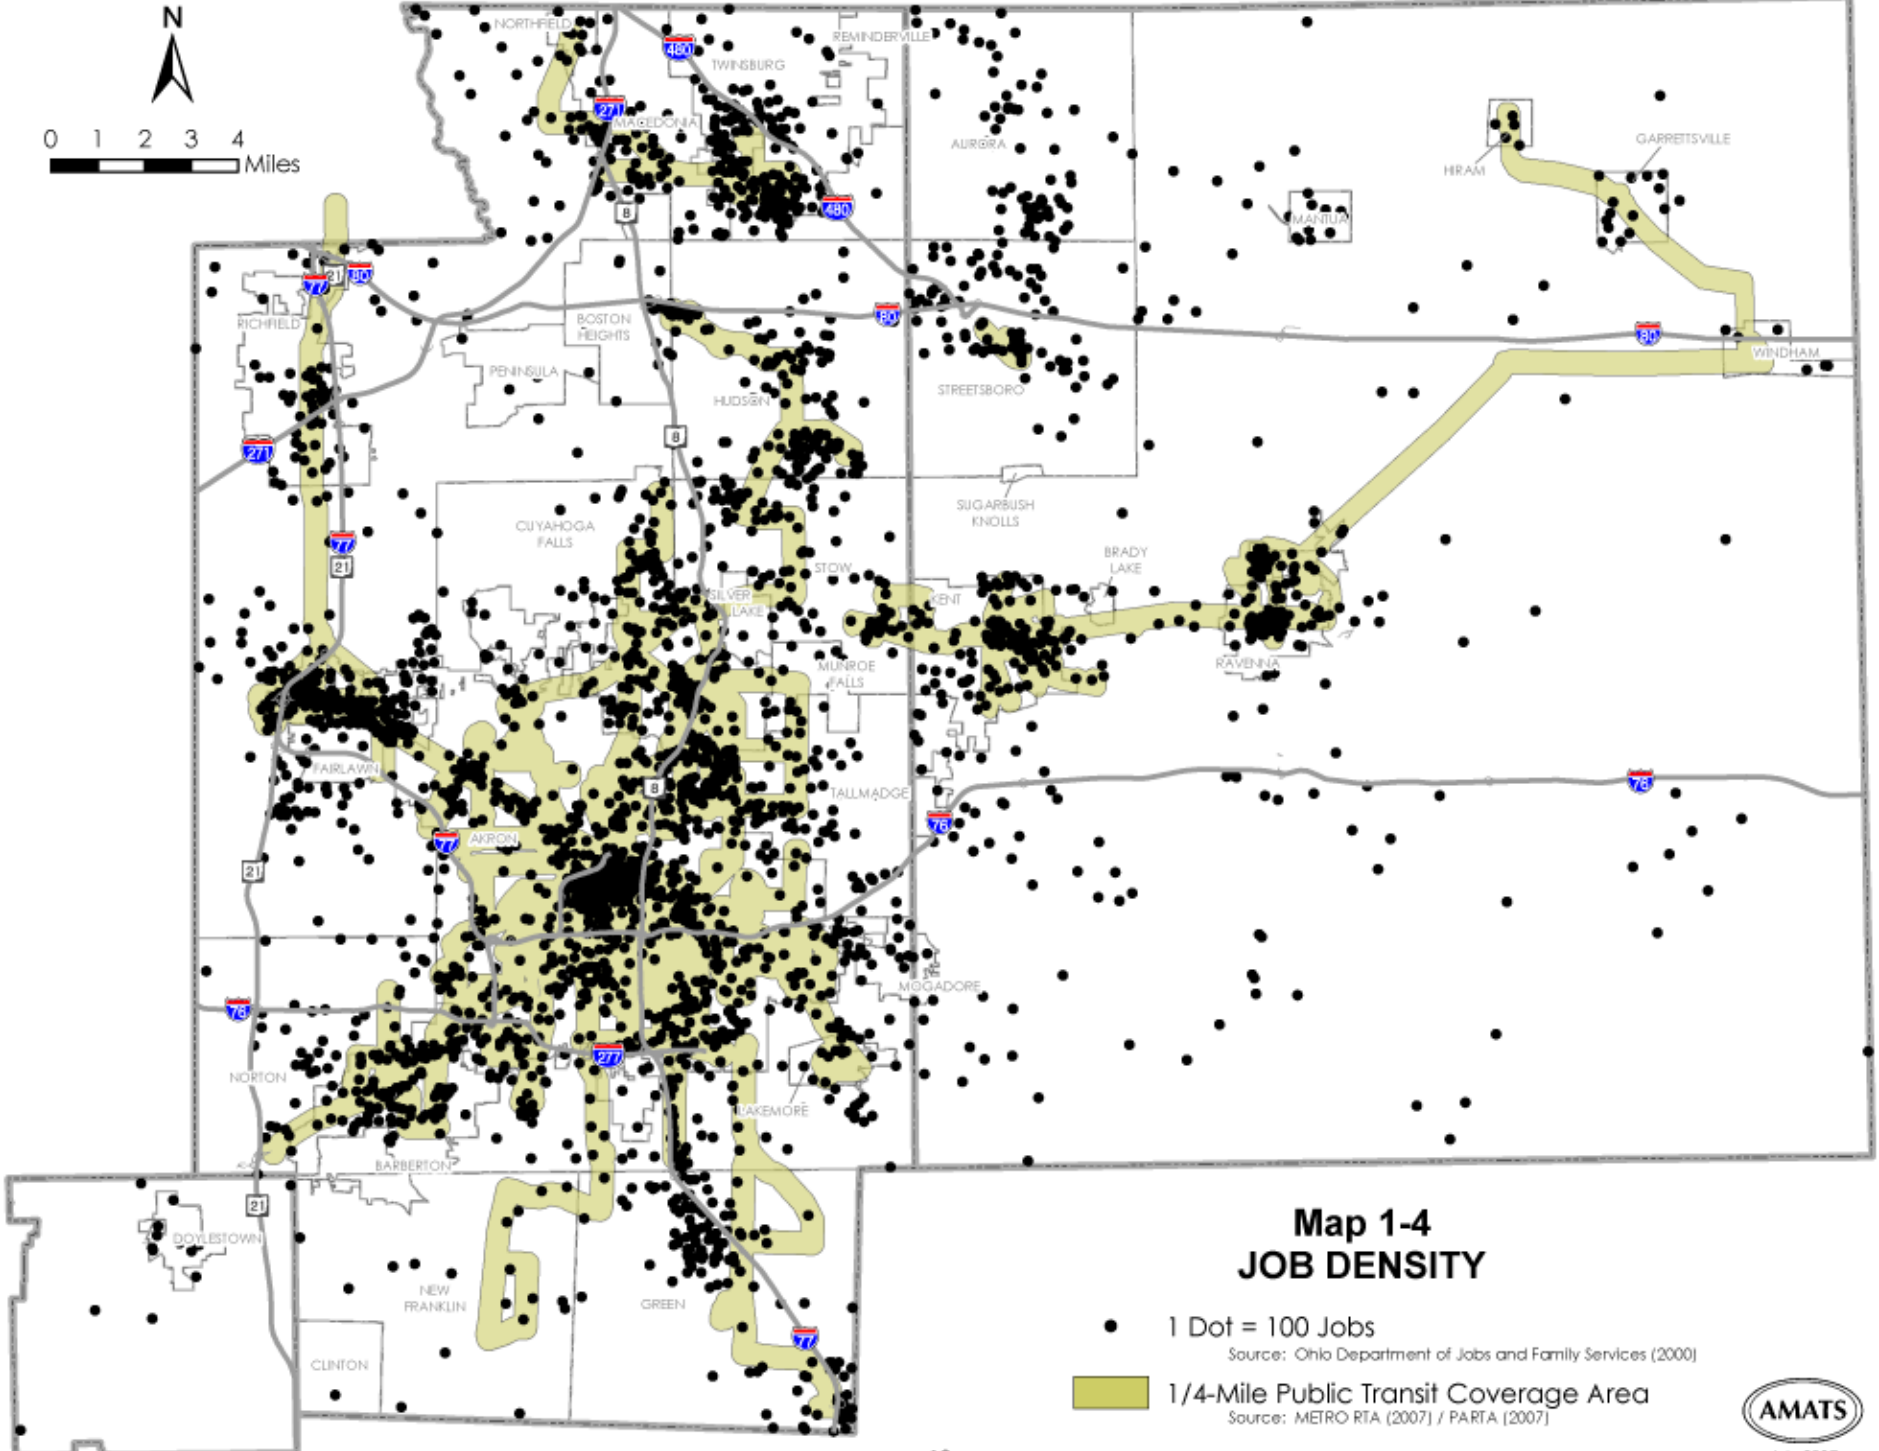 N
0 1 2 3 4
Miles
NORTHFIELD
480
REMINDERVILLE
TWINSBURG
271
MACEDONIA
AURORA
HIRAM
GARRETTSVILLE
480
8
MANTUA
21
80
77
RICHFIELD
BOSTON
HEIGHTS
80
80
WINDHAM
PENINSULA
HUDSON
STREETSBORO
8
271
SUGARBUSH
KNOLLS
CUYAHOGA
FALLS
77
21
STOW
BRADY
LAKE
SILVER
LAKE
KENT
MUNROE
FALLS
RAVENNA
FAIRLAWN
8
TALLMADGE
76
76
77
AKRON
21
MOGADORE
76
277
NORTON
LAKEMORE
BARBERTON
21
DOYLESTOWN
NEW
FRANKLIN
GREEN
77
CLINTON
Map 1-4
JOB DENSITY
1 Dot = 100 Jobs
Source: Ohio Department of Jobs and Family Services (2000)
1/4-Mile Public Transit Coverage Area
Source: METRO RTA (2007) / PARTA (2007)
AMATS